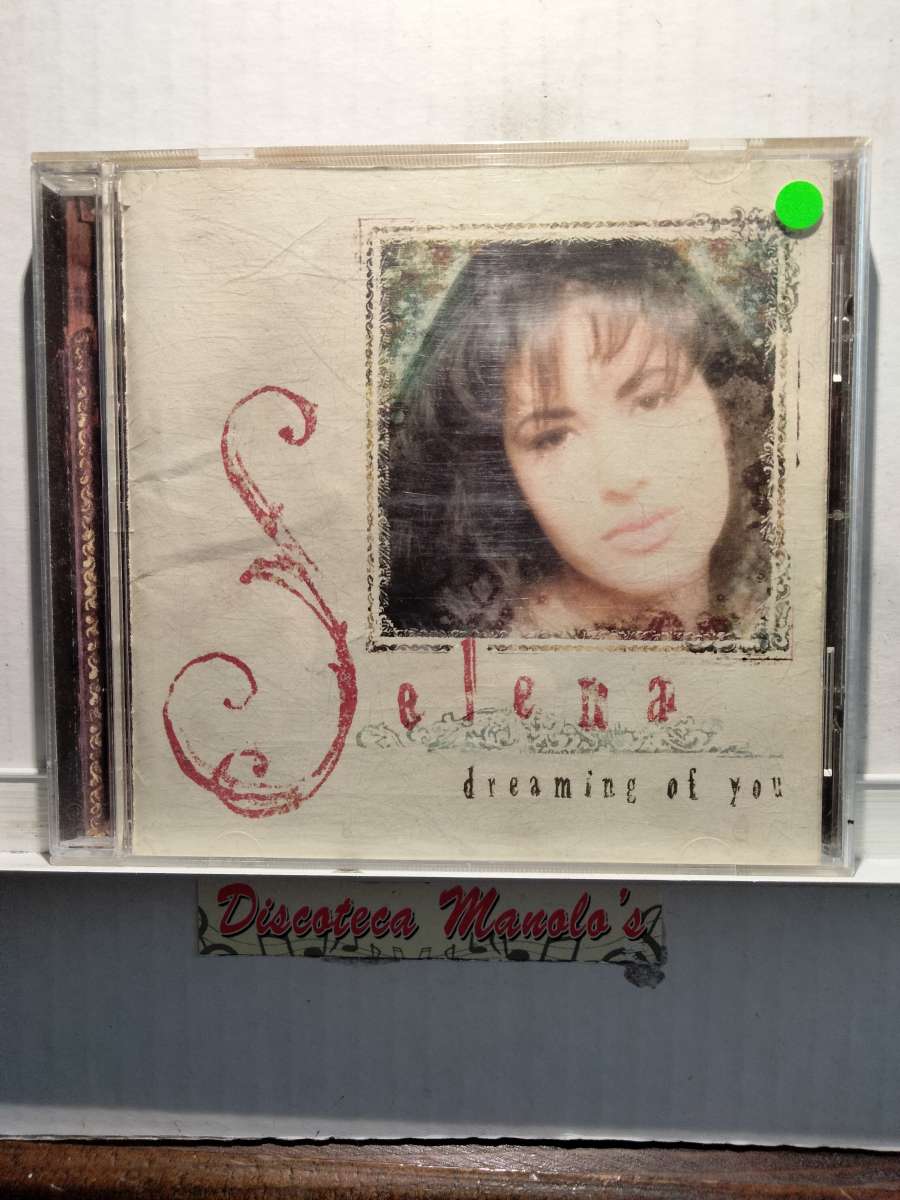 Selena
dreaming of you
Discoteca Manolo's